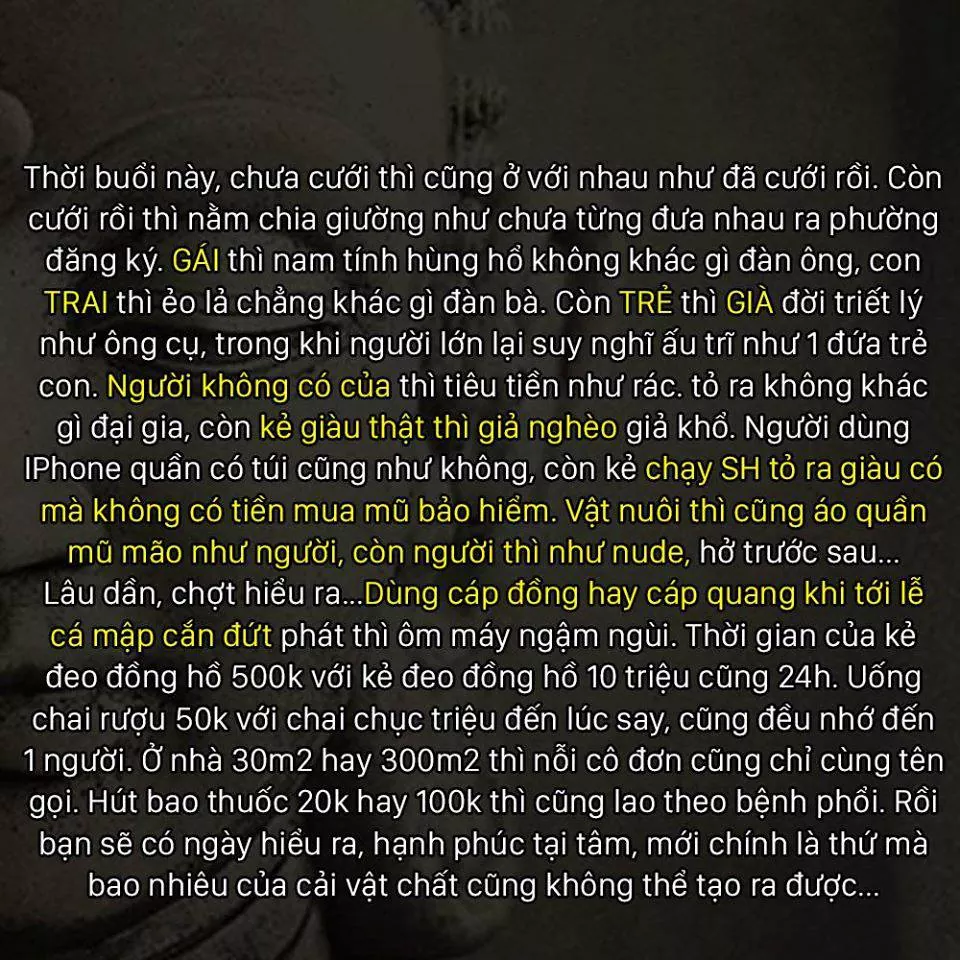 Thời buổi này, chưa cưới thì cũng ở với nhau như đã cưới rồi. Còn
cưới rồi thì nằm chia giường như chưa từng đưa nhau ra phường
đăng ký. GÁI thì nam tính hùng hổ không khác gì đàn ông, con
TRAI thì ẻo lả chẳng khác gì đàn bà. Còn TRẺ thì GIÀ đời triết lý
như ông cụ, trong khi người lớn lại suy nghĩ ấu trĩ như 1 đứa trẻ
con. Người không có của thì tiêu tiền như rác. tỏ ra không khác
gì đại gia, còn kẻ giàu thật thì giả nghèo giả khổ. Người dùng
IPhone quần có túi cũng như không, còn kẻ chạy SH tỏ ra giàu có
mà không có tiền mua mũ bảo hiểm. Vật nuôi thì cũng áo quần
mũ mão như người, còn người thì như nude, hở trước sau...
Lâu dần, chợt hiểu ra...Dùng cáp đồng hay cáp quang khi tới lễ
cá mập cắn đứt phát thì ôm máy ngậm ngùi. Thời gian của kẻ
đeo đồng hồ 500k với kẻ đeo đồng hồ 10 triệu cũng 24h. Uống
chai rượu 50k với chai chục triệu đến lúc say, cũng đều nhớ đến
1 người. Ở nhà 30m2 hay 300m2 thì nỗi cô đơn cũng chỉ cùng tên
gọi. Hút bao thuốc 20k hay 100k thì cũng lao theo bệnh phổi. Rồi
bạn sẽ có ngày hiểu ra, hạnh phúc tại tâm, mới chính là thứ mà
bao nhiêu của cải vật chất cũng không thể tạo ra được...